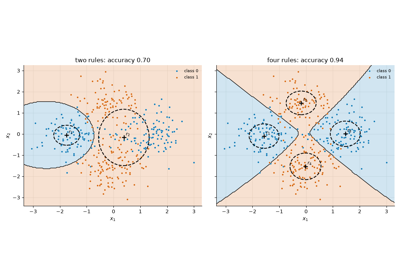 two rules: accuracy 0.70
class 0
class 1
3
2
1
0
−1
−2
−3
x₂
−3
−2
−1
0
1
2
3
x₁
four rules: accuracy 0.94
class 0
class 1
x₂
−3
−2
−1
0
1
2
3
x₁